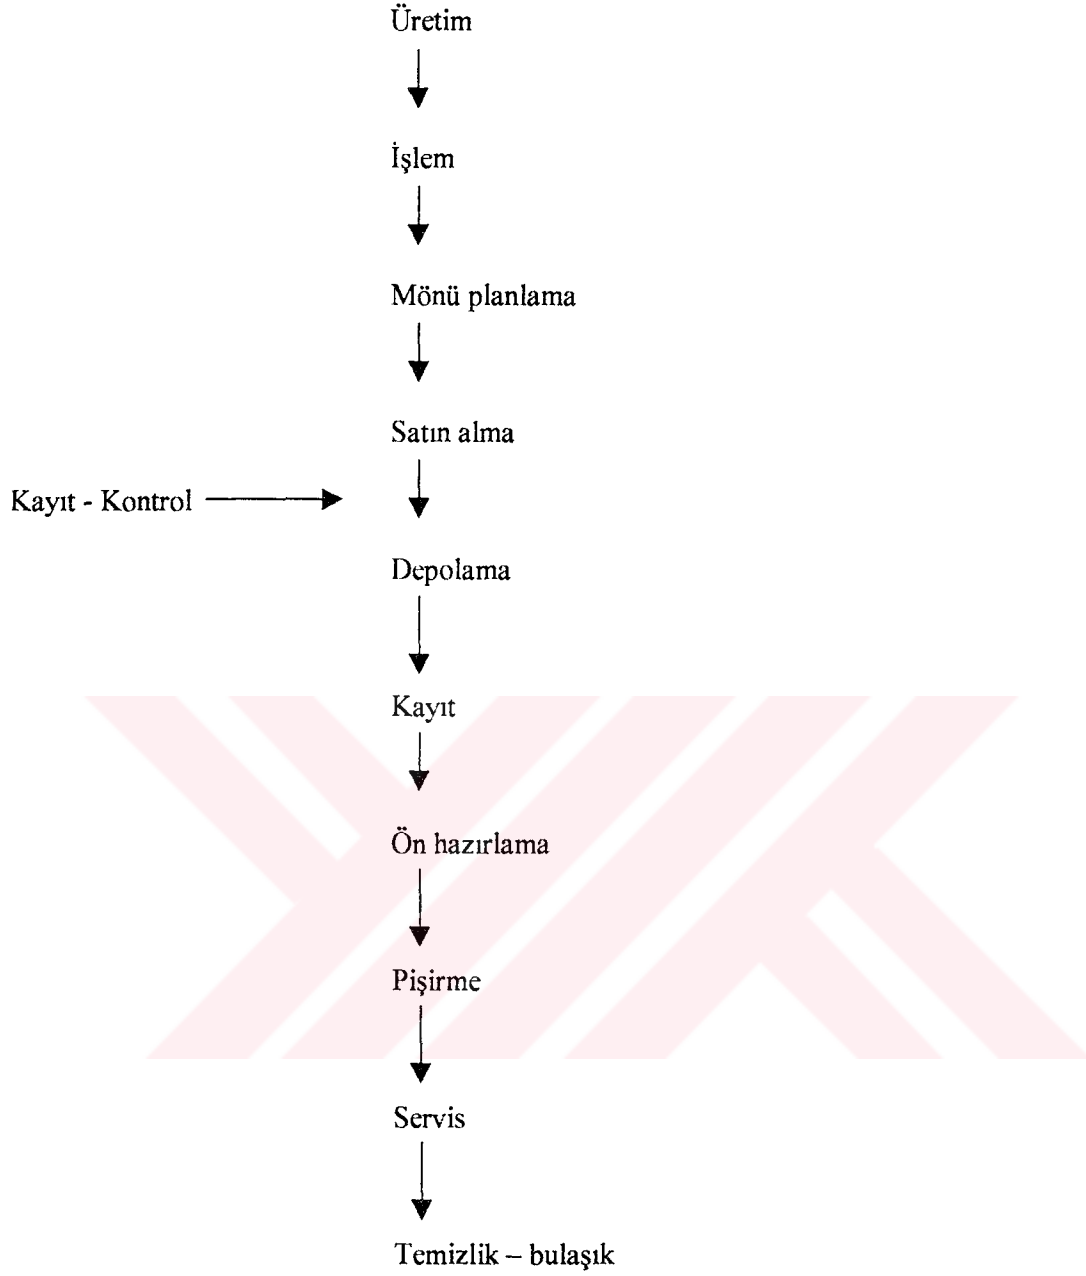 Üretim
İşlem
Mönü planlama
Satın alma
Kayıt - Kontrol
Depolama
Kayıt
Ön hazırlama
Pişirme
Servis
Temizlik – bulaşık